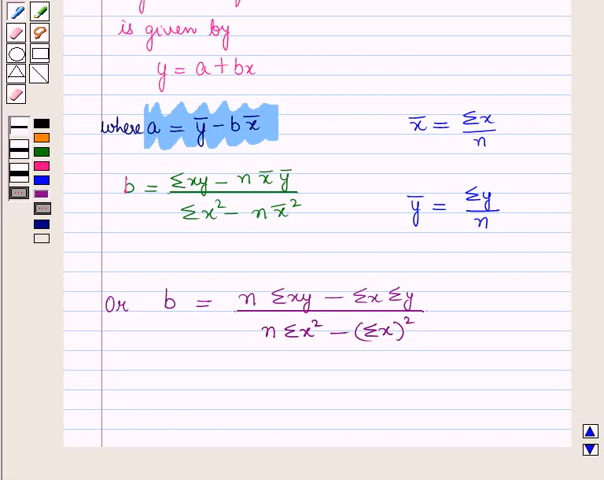 is given by
y = a + bx
where a = y̅ - b x̅
x̅ = Σx / n
b = Σxy - n x̅ y̅ / Σx² - n x̅²
y̅ = Σy / n
Or b = n Σxy - Σx Σy / n Σx² - (Σx)²